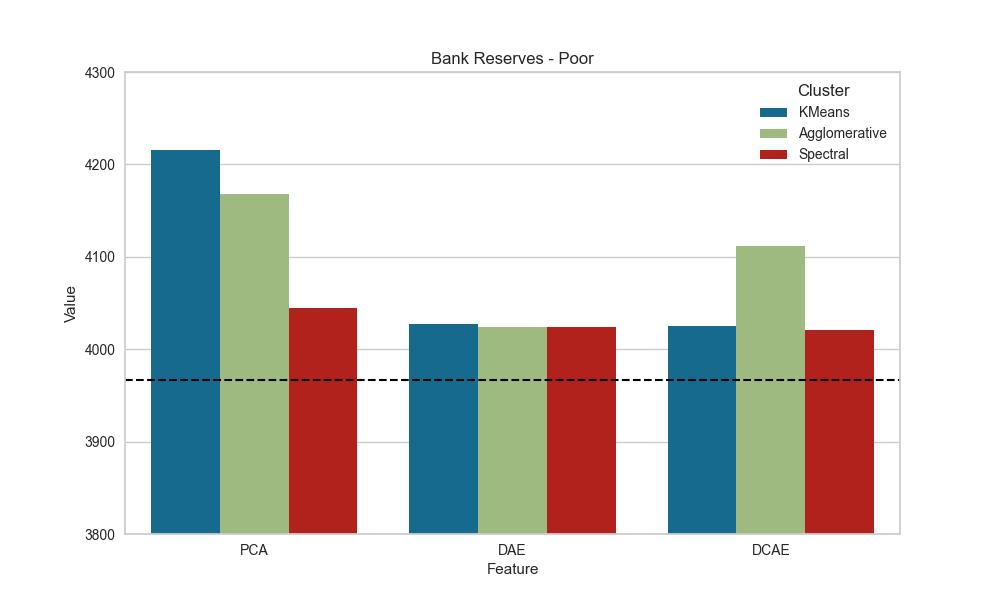 Bank Reserves - Poor
Cluster
KMeans
Agglomerative
Spectral
4300
4200
4100
4000
3900
3800
Value
PCA
DAE
DCAE
Feature